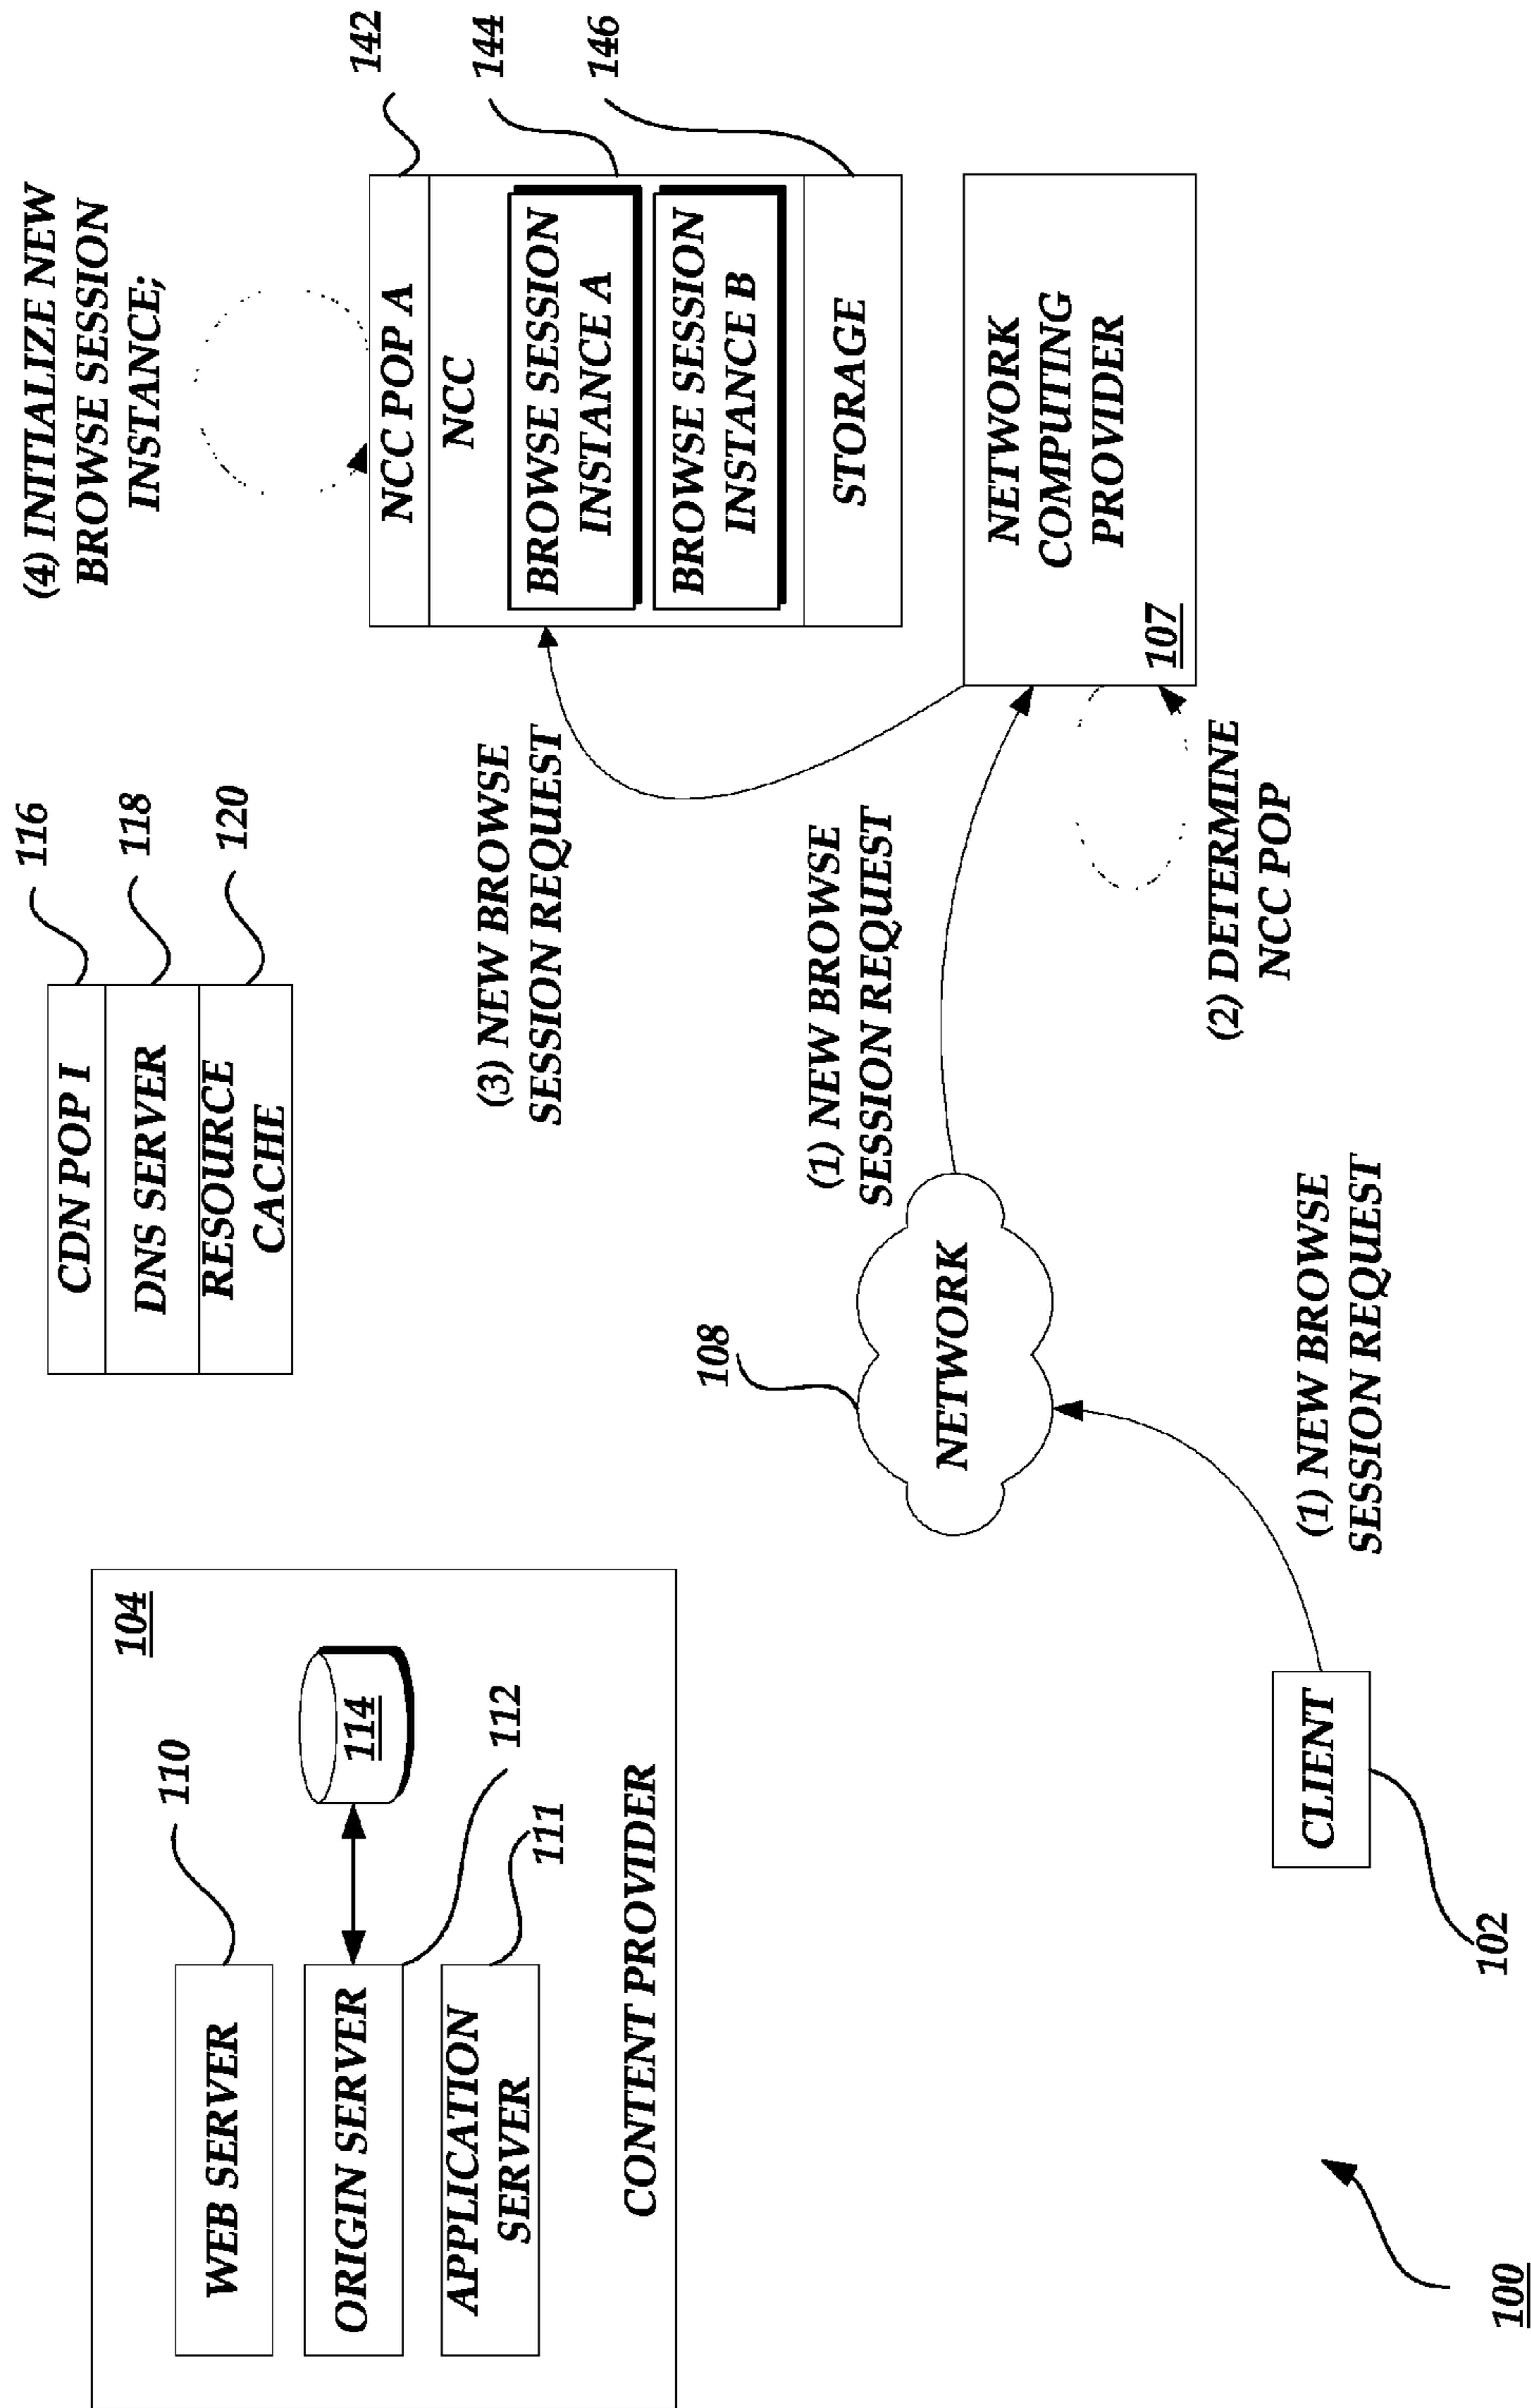 104
110
WEB SERVER
ORIGIN SERVER
114
112
APPLICATION
SERVER
111
CONTENT PROVIDER
116
CDN POP I
118
DNS SERVER
120
RESOURCE
CACHE
(4) INITIALIZE NEW
BROWSE SESSION
INSTANCE;
142
NCC POP A
NCC
144
BROWSE SESSION
INSTANCE A
BROWSE SESSION
INSTANCE B
146
STORAGE
(3) NEW BROWSE
SESSION REQUEST
108
NETWORK
(1) NEW BROWSE
SESSION REQUEST
NETWORK
COMPUTING
PROVIDER
107
(2) DETERMINE
NCC POP
(1) NEW BROWSE
SESSION REQUEST
CLIENT
102
100